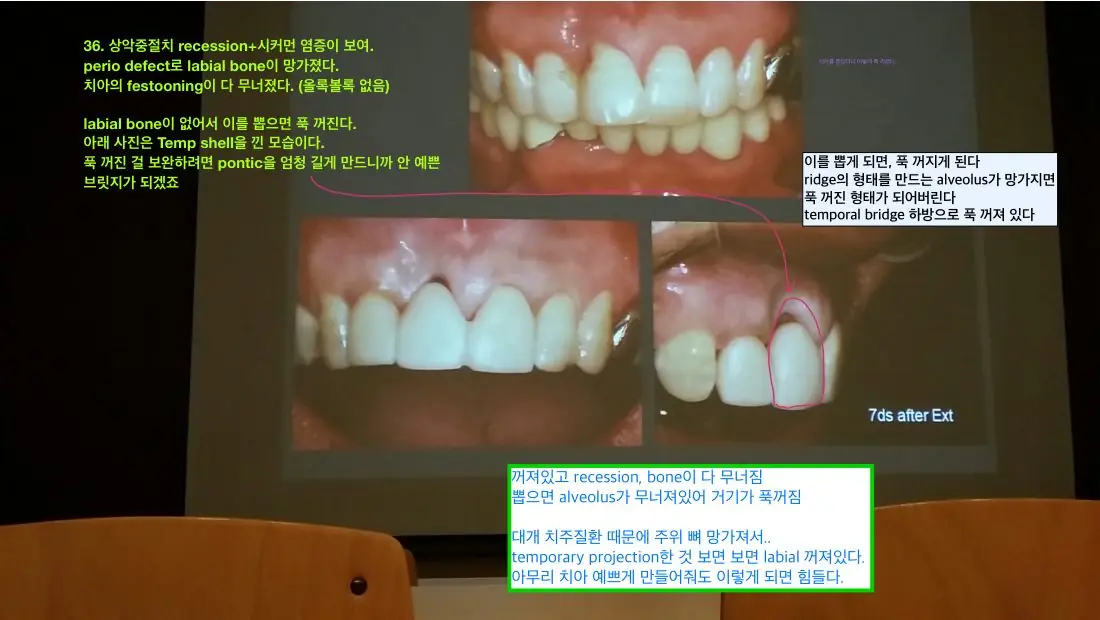 36. 상악중절치 recession+시커먼 염증이 보여.
perio defect로 labial bone이 망가졌다.
치아의 festooning이 다 무너졌다. (올록볼록 없음)
labial bone이 없어서 이를 뽑으면 푹 꺼진다.
아래 사진은 Temp shell을 낀 모습이다.
푹 꺼진 걸 보완하려면 pontic을 엄청 길게 만드니까 안 예쁜
브릿지가 되겠죠
이를 뽑게 되면, 푹 꺼지게 된다
ridge의 형태를 만드는 alveolus가 망가지면
푹 꺼진 형태가 되어버린다
temporal bridge 하방으로 푹 꺼져 있다
7ds after Ext
꺼져있고 recession, bone이 다 무너짐
뽑으면 alveolus가 무너져있어 거기가 푹꺼짐
대개 치주질환 때문에 주위 뼈 망가져서..
temporary projection한 것 보면 보면 labial 꺼져있다.
아무리 치아 예쁘게 만들어줘도 이렇게 되면 힘들다.